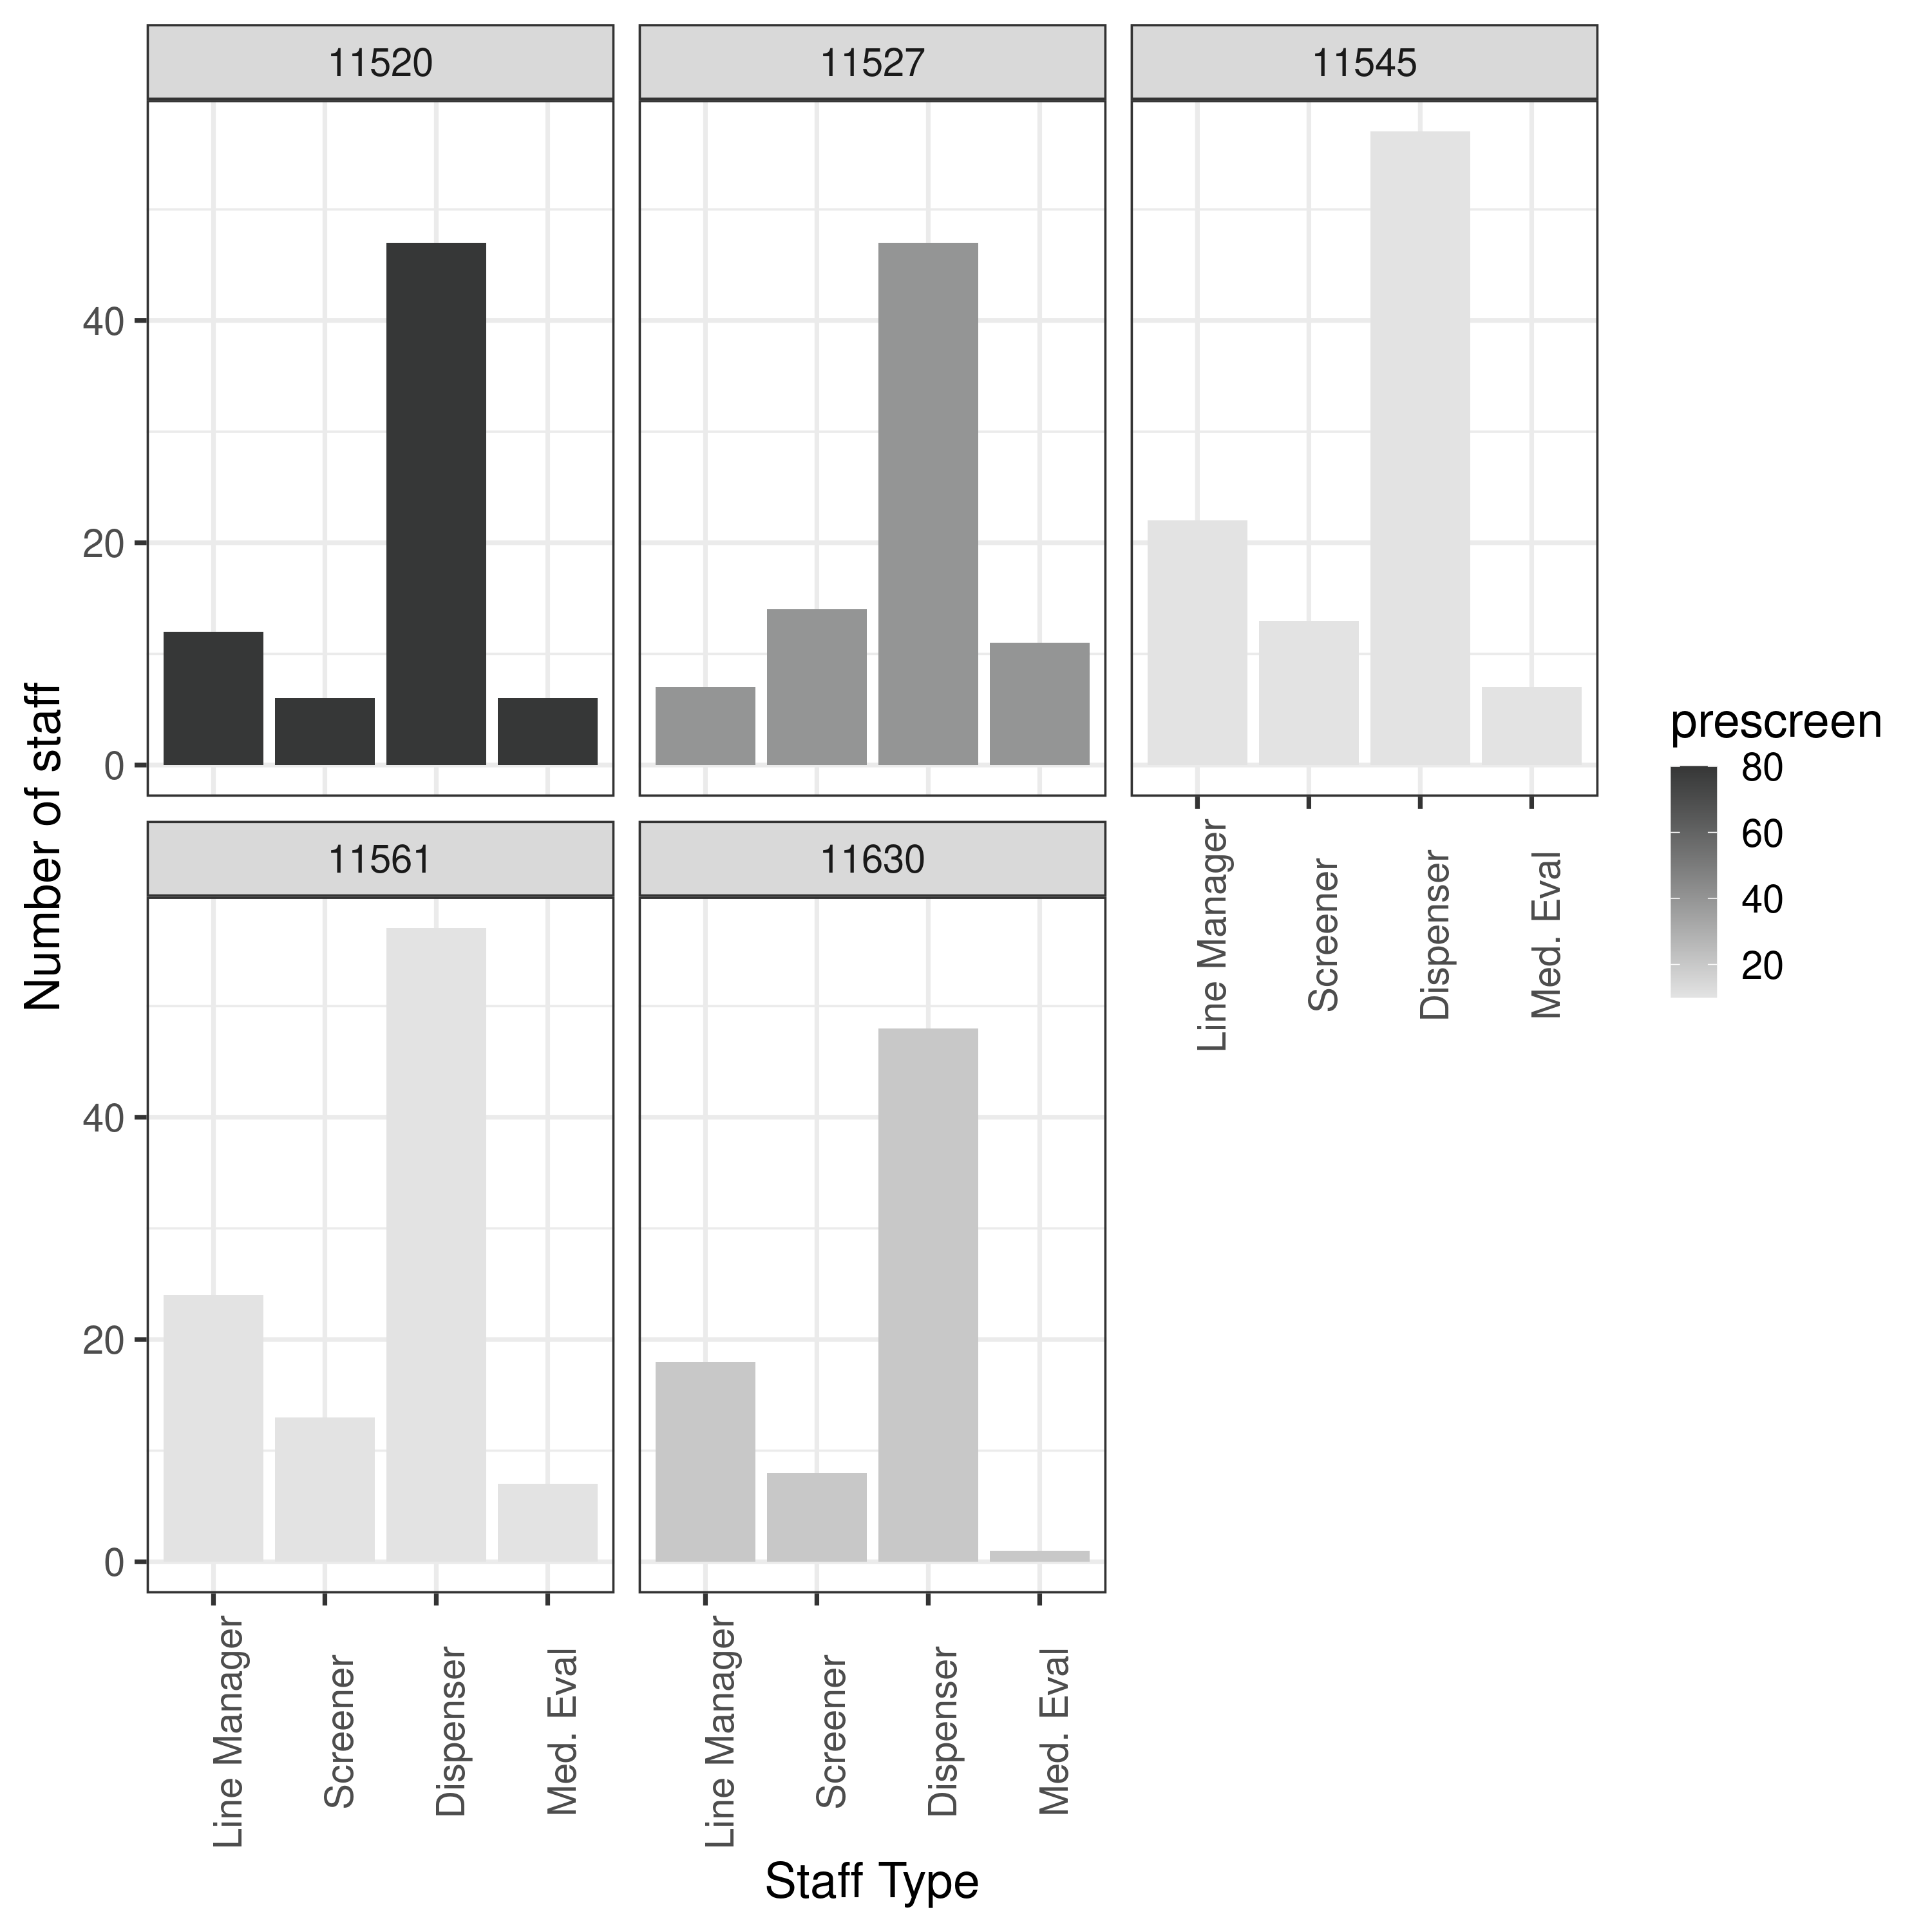 11520
11527
11545
40
20
0
Number of staff
11561
11630
Line Manager
Screener
Dispenser
Med. Eval
prescreen
80
60
40
20
40
20
0
Line Manager
Screener
Dispenser
Med. Eval
Line Manager
Screener
Dispenser
Med. Eval
Staff Type